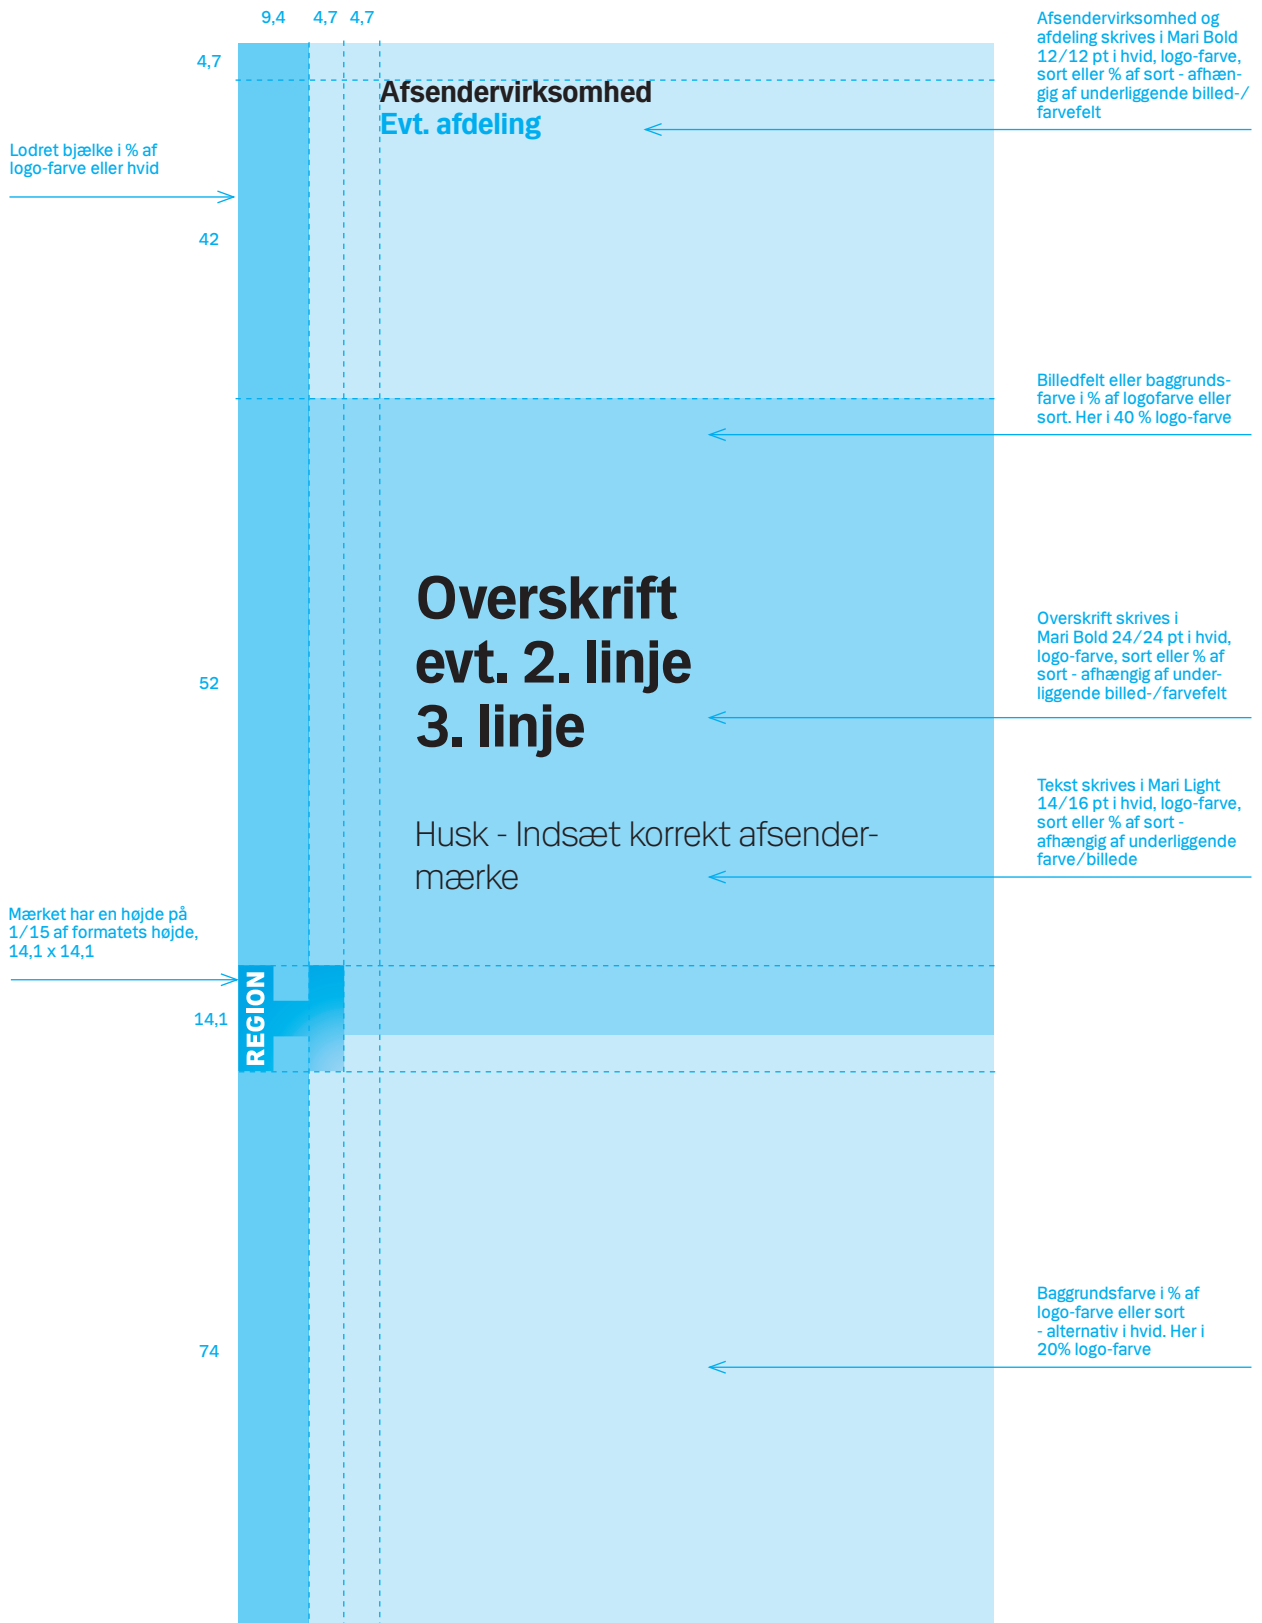 9,4 4,7 4,7
4,7
Afsendervirksomhed og
afdeling skrives i Mari Bold
12/12 pt i hvid, logo-farve,
sort eller % af sort - afhæn-
gig af underliggende billed-/
farvefelt
Afsendervirksomhed
Evt. afdeling
Lodret bjælke i % af
logo-farve eller hvid
42
Billedfelt eller baggrunds-
farve i % af logofarve eller
sort. Her i 40 % logo-farve
Overskrift
evt. 2. linje
3. linje
52
Overskrift skrives i
Mari Bold 24/24 pt i hvid,
logo-farve, sort eller % af
sort - afhængig af under-
liggende billed-/farvefelt
Husk - Indsæt korrekt afsender-
mærke
Tekst skrives i Mari Light
14/16 pt i hvid, logo-farve,
sort eller % af sort -
afhængig af underliggende
farve/billede
Mærket har en højde på
1/15 af formatets højde,
14,1 x 14,1
REGION
14,1
Baggrundsfarve i % af
logo-farve eller sort
- alternativ i hvid. Her i
20% logo-farve
74